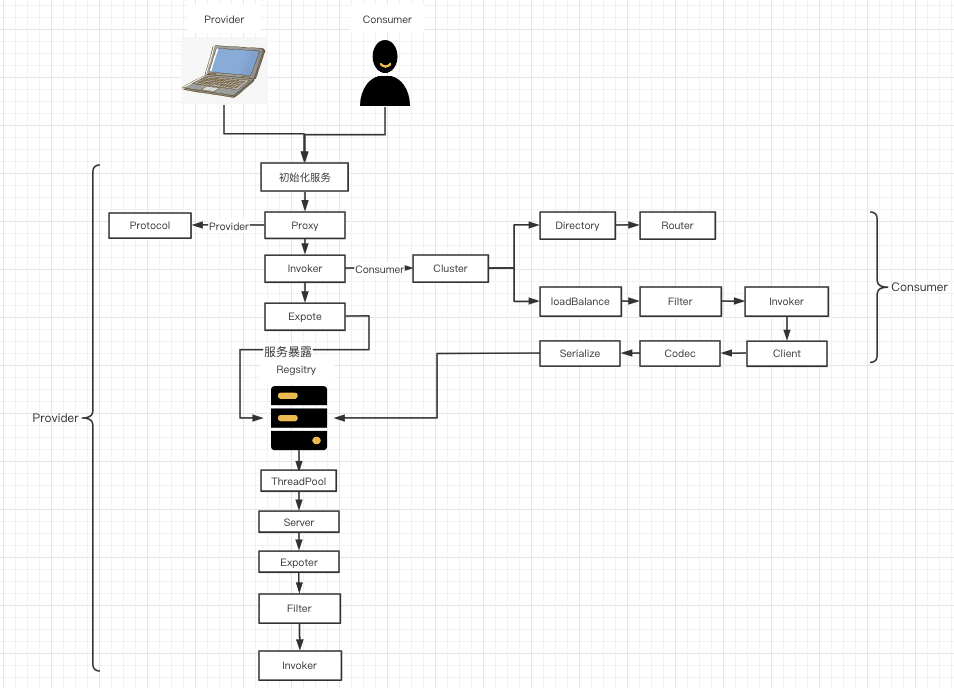 Provider
Consumer
初始化服务
Protocol
Provider
Proxy
Directory
Router
Invoker
Consumer
Cluster
Consumer
loadBalance
Filter
Invoker
Expote
服务暴露
Serialize
Codec
Client
Regsitry
Provider
ThreadPool
Server
Expoter
Filter
Invoker